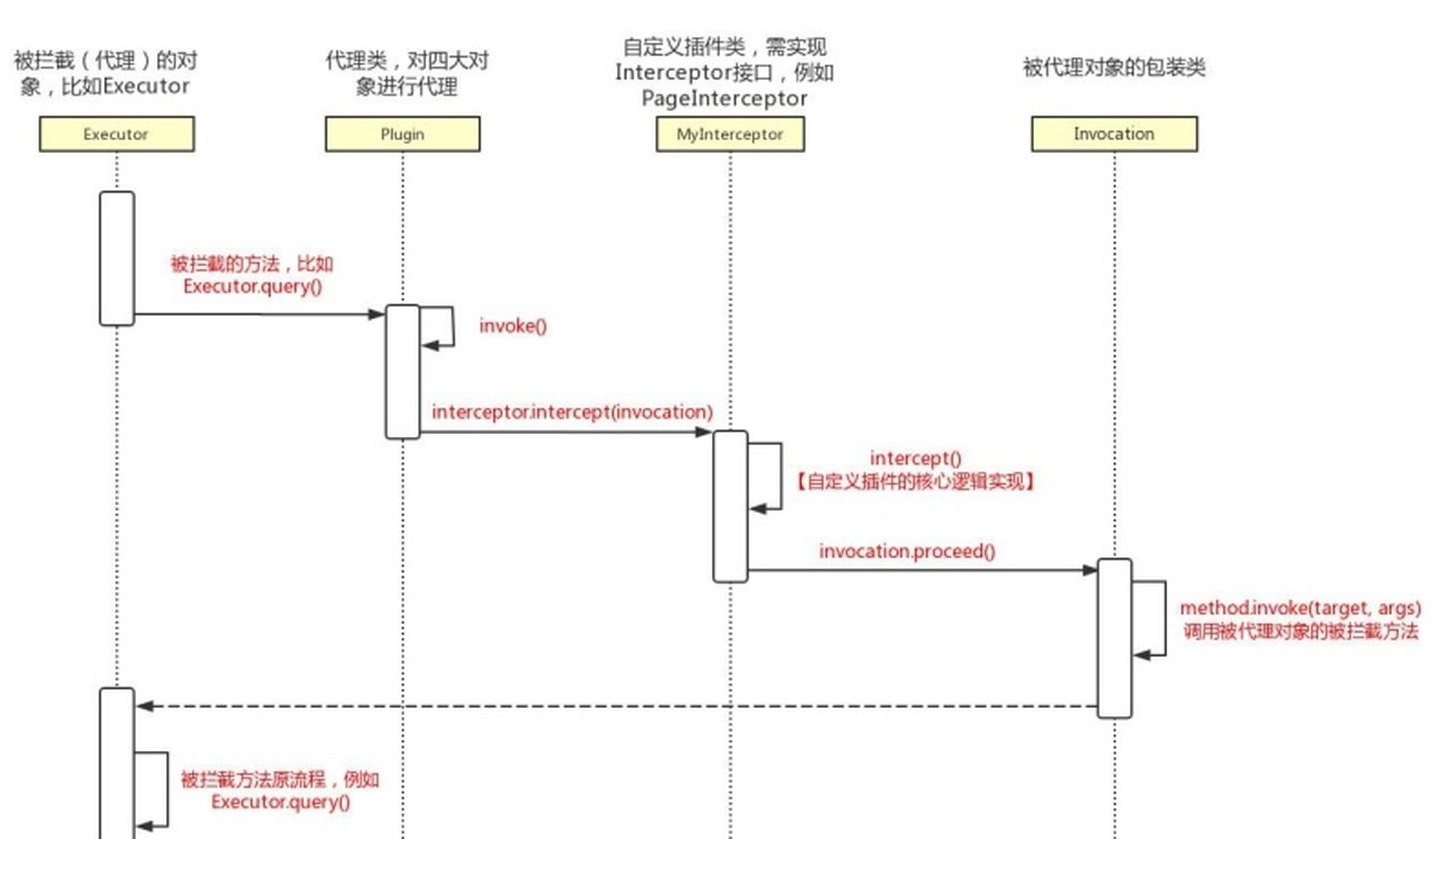 被拦截（代理）的对
象，比如Executor
代理类，对四大对
象进行代理
自定义插件类，需实现
Interceptor接口，例如
PageInterceptor
被代理对象的包装类
Executor
Plugin
MyInterceptor
Invocation
被拦截的方法，比如
Executor.query()
invoke()
interceptor.intercept(invocation)
intercept()
【自定义插件的核心逻辑实现】
invocation.proceed()
method.invoke(target, args)
调用被代理对象的被拦截方法
被拦截方法原流程，例如
Executor.query()